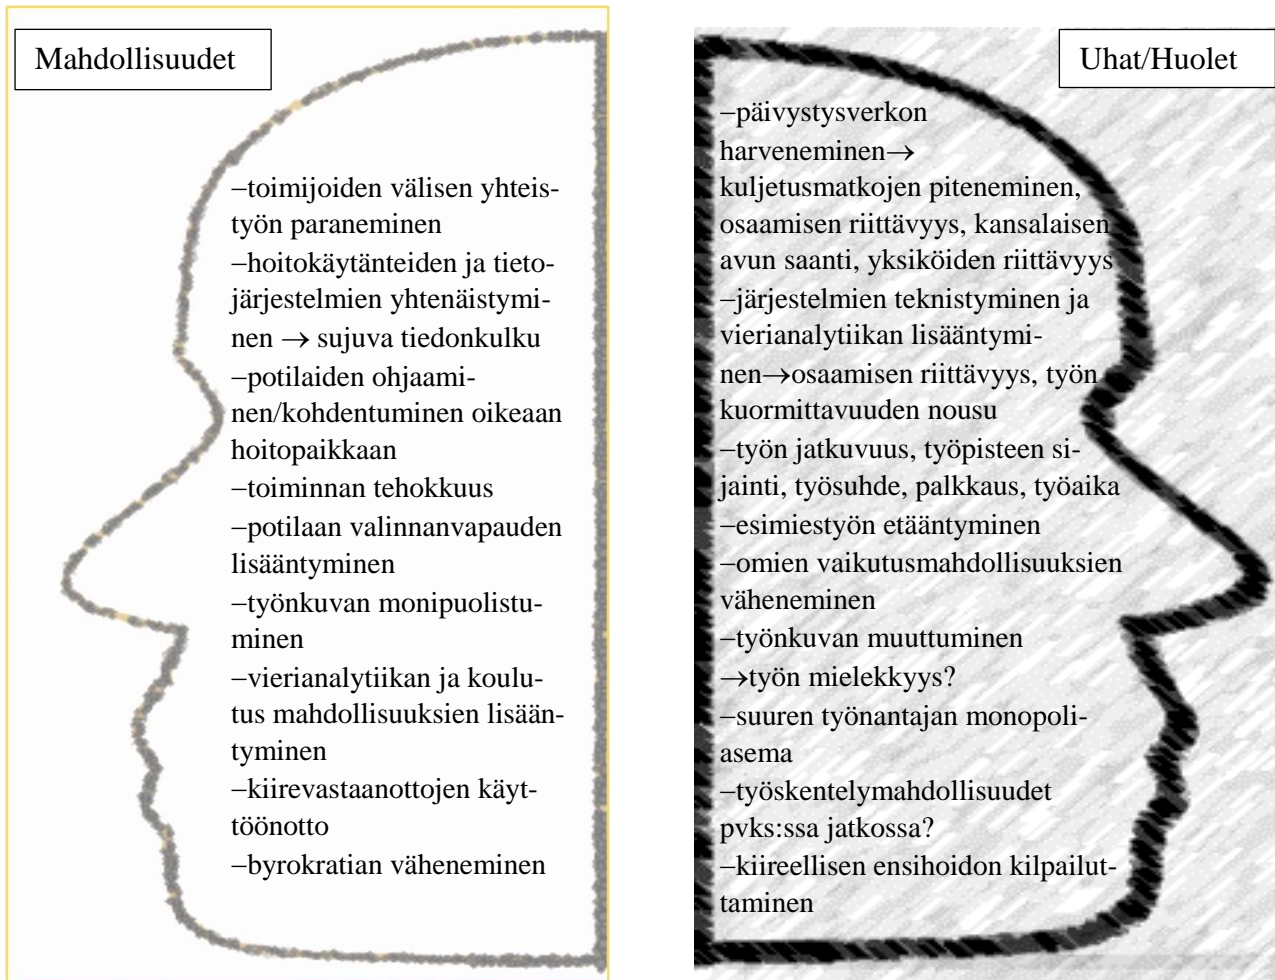 Mahdollisuudet
−toimijoiden välisen yhteis-
työn paraneminen
−hoitokäytänteiden ja tieto-
järjestelmien yhtenäistymi-
nen → sujuva tiedonkulku
−potilaiden ohjaami-
nen/kohdentuminen oikeaan
hoitopaikkaan
−toiminnan tehokkuus
−potilaan valinnanvapauden
lisääntyminen
−työnkuvan monipuolistu-
minen
−vierianalytiikan ja koulu-
tus mahdollisuuksien lisään-
tyminen
−kiirevastaanottojen käyt-
töönotto
−byrokratian väheneminen
Uhat/Huolet
−päivystysverkon
harveneminen→
kuljetusmatkojen piteneminen,
osaamisen riittävyys, kansalaisen
avun saanti, yksiköiden riittävyys
−järjestelmien teknistyminen ja
vierianalytiikan lisääntymi-
nen→osaamisen riittävyys, työn
kuormittavuuden nousu
−työn jatkuvuus, työpisteen si-
jainti, työsuhde, palkkaus, työaika
−esimiestyön etääntyminen
−omien vaikutusmahdollisuuksien
väheneminen
−työnkuvan muuttuminen
→työn mielekkyys?
−suuren työnantajan monopoli-
asema
−työskentelymahdollisuudet
pvks:ssa jatkossa?
−kiireellisen ensihoidon kilpailut-
taminen